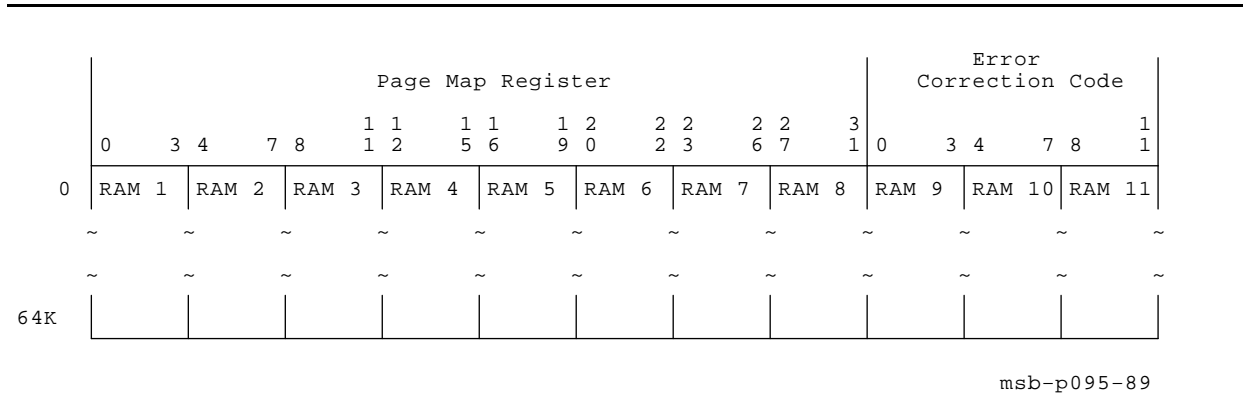 Error
Page Map Register Correction Code
1 1 1 1 1 2 2 2 2 2 3 1
0 3 4 7 8 1 2 5 6 9 0 2 3 6 7 1 0 3 4 7 8 1
0 RAM 1 RAM 2 RAM 3 RAM 4 RAM 5 RAM 6 RAM 7 RAM 8 RAM 9 RAM 10 RAM 11
~ ~ ~ ~ ~ ~ ~ ~ ~ ~ ~ ~
~ ~ ~ ~ ~ ~ ~ ~ ~ ~ ~ ~
64K
msb-p095-89